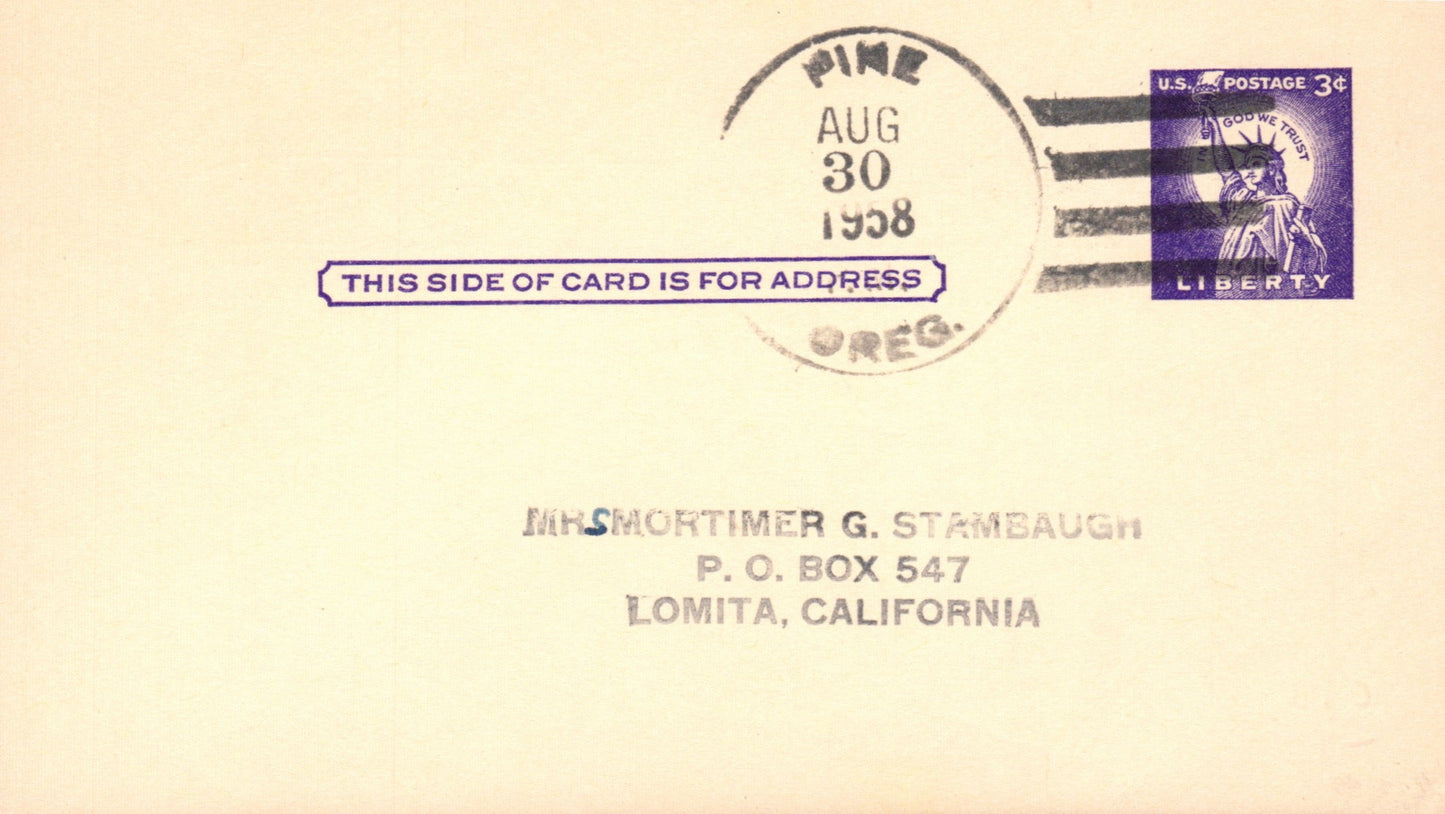 PINE
AUG
30
1958
OREG.
U.S. POSTAGE 3¢
IN GOD WE TRUST
LIBERTY
THIS SIDE OF CARD IS FOR ADDRESS
MRS MORTIMER G. STAMBAUGH
P. O. BOX 547
LOMITA, CALIFORNIA